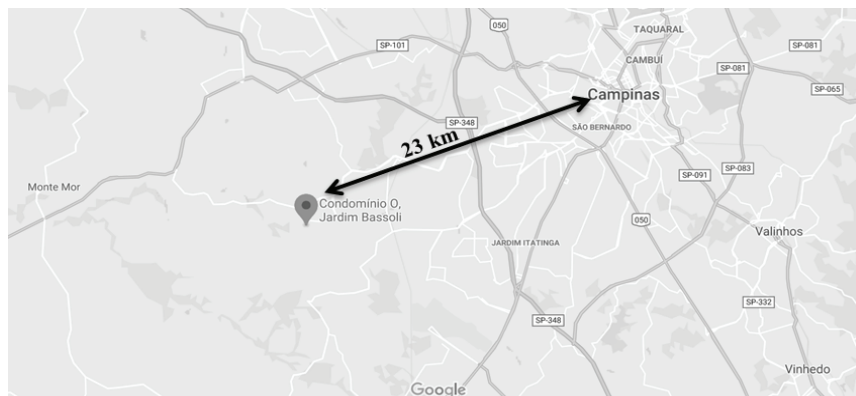 050
TAQUARAL
SP-101
SP-081
CAMBUÍ
SP-081
SP-065
Campinas
SP-348
SÃO BERNARDO
23 km
SP-083
SP-091
Monte Mor
Condomínio O,
Jardim Bassoli
050
Valinhos
JARDIM ITATINGA
SP-332
SP-348
Vinhedo
Google